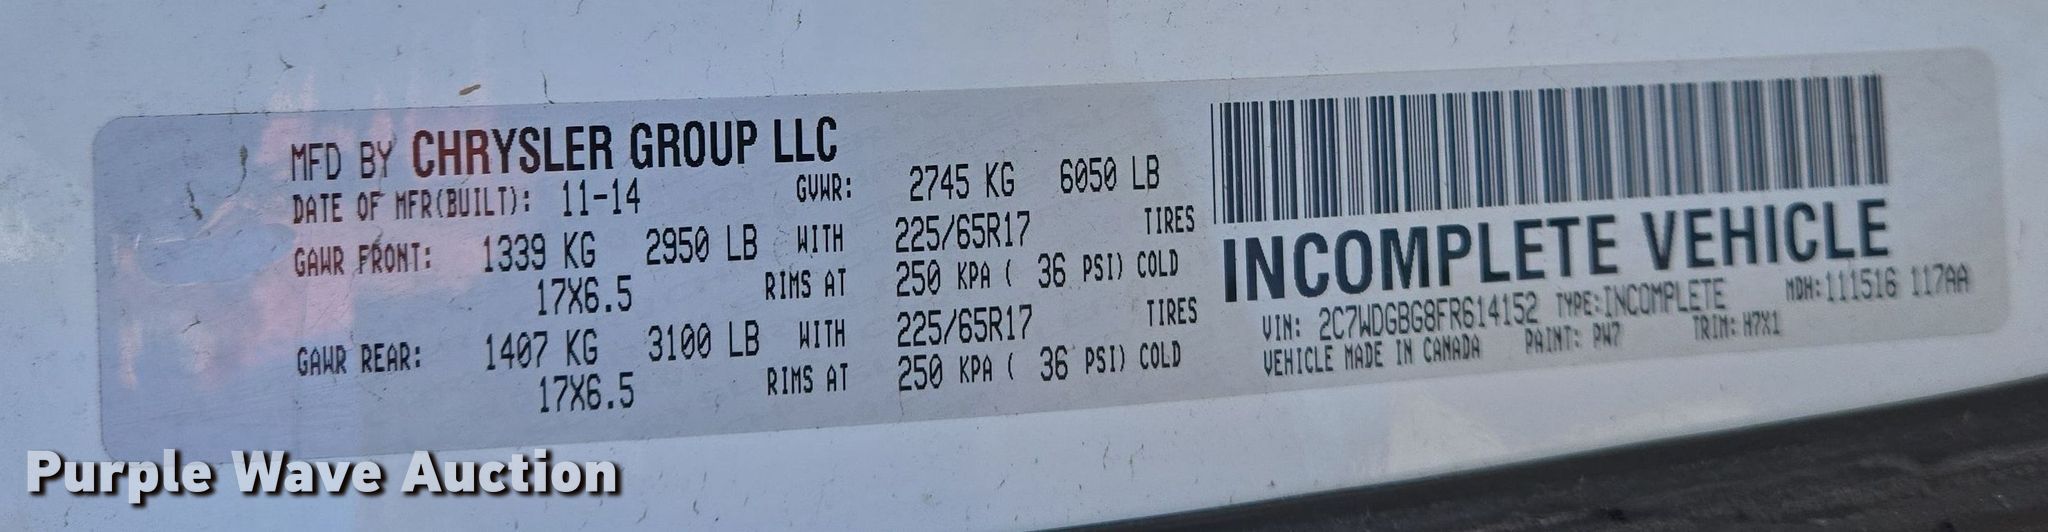 MFD BY CHRYSLER GROUP LLC
DATE OF MFR(BUILT): 11-14 GVWR: 2745 KG 6050 LB
GAWR FRONT: 1339 KG 2950 LB WITH 225/65R17 TIRES
17X6.5 RIMS AT 250 KPA ( 36 PSI) COLD
GAWR REAR: 1407 KG 3100 LB WITH 225/65R17 TIRES
17X6.5 RIMS AT 250 KPA ( 36 PSI) COLD
INCOMPLETE VEHICLE
VIN: 2C7WDGBG8FR614152 TYPE:INCOMPLETE MDH:111516 117AA
VEHICLE MADE IN CANADA PAINT: PW7 TRIM: H7X1
Purple Wave Auction